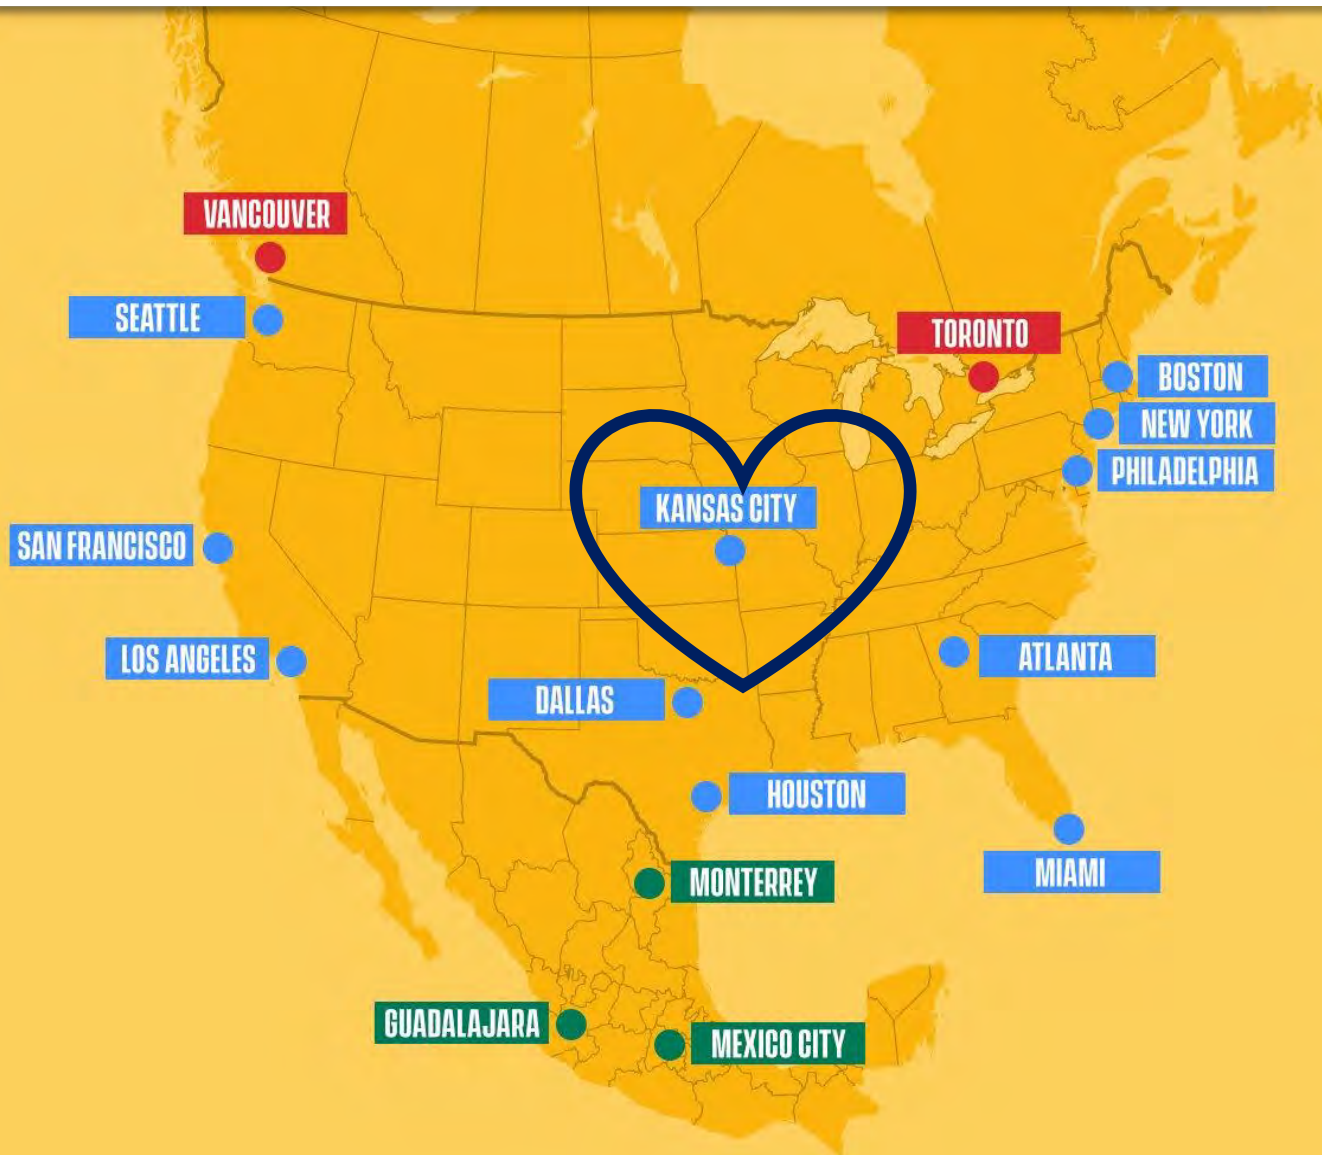 VANCOUVER
SEATTLE
TORONTO
BOSTON
NEW YORK
PHILADELPHIA
KANSAS CITY
SAN FRANCISCO
LOS ANGELES
ATLANTA
DALLAS
HOUSTON
MIAMI
MONTERREY
GUADALAJARA
MEXICO CITY